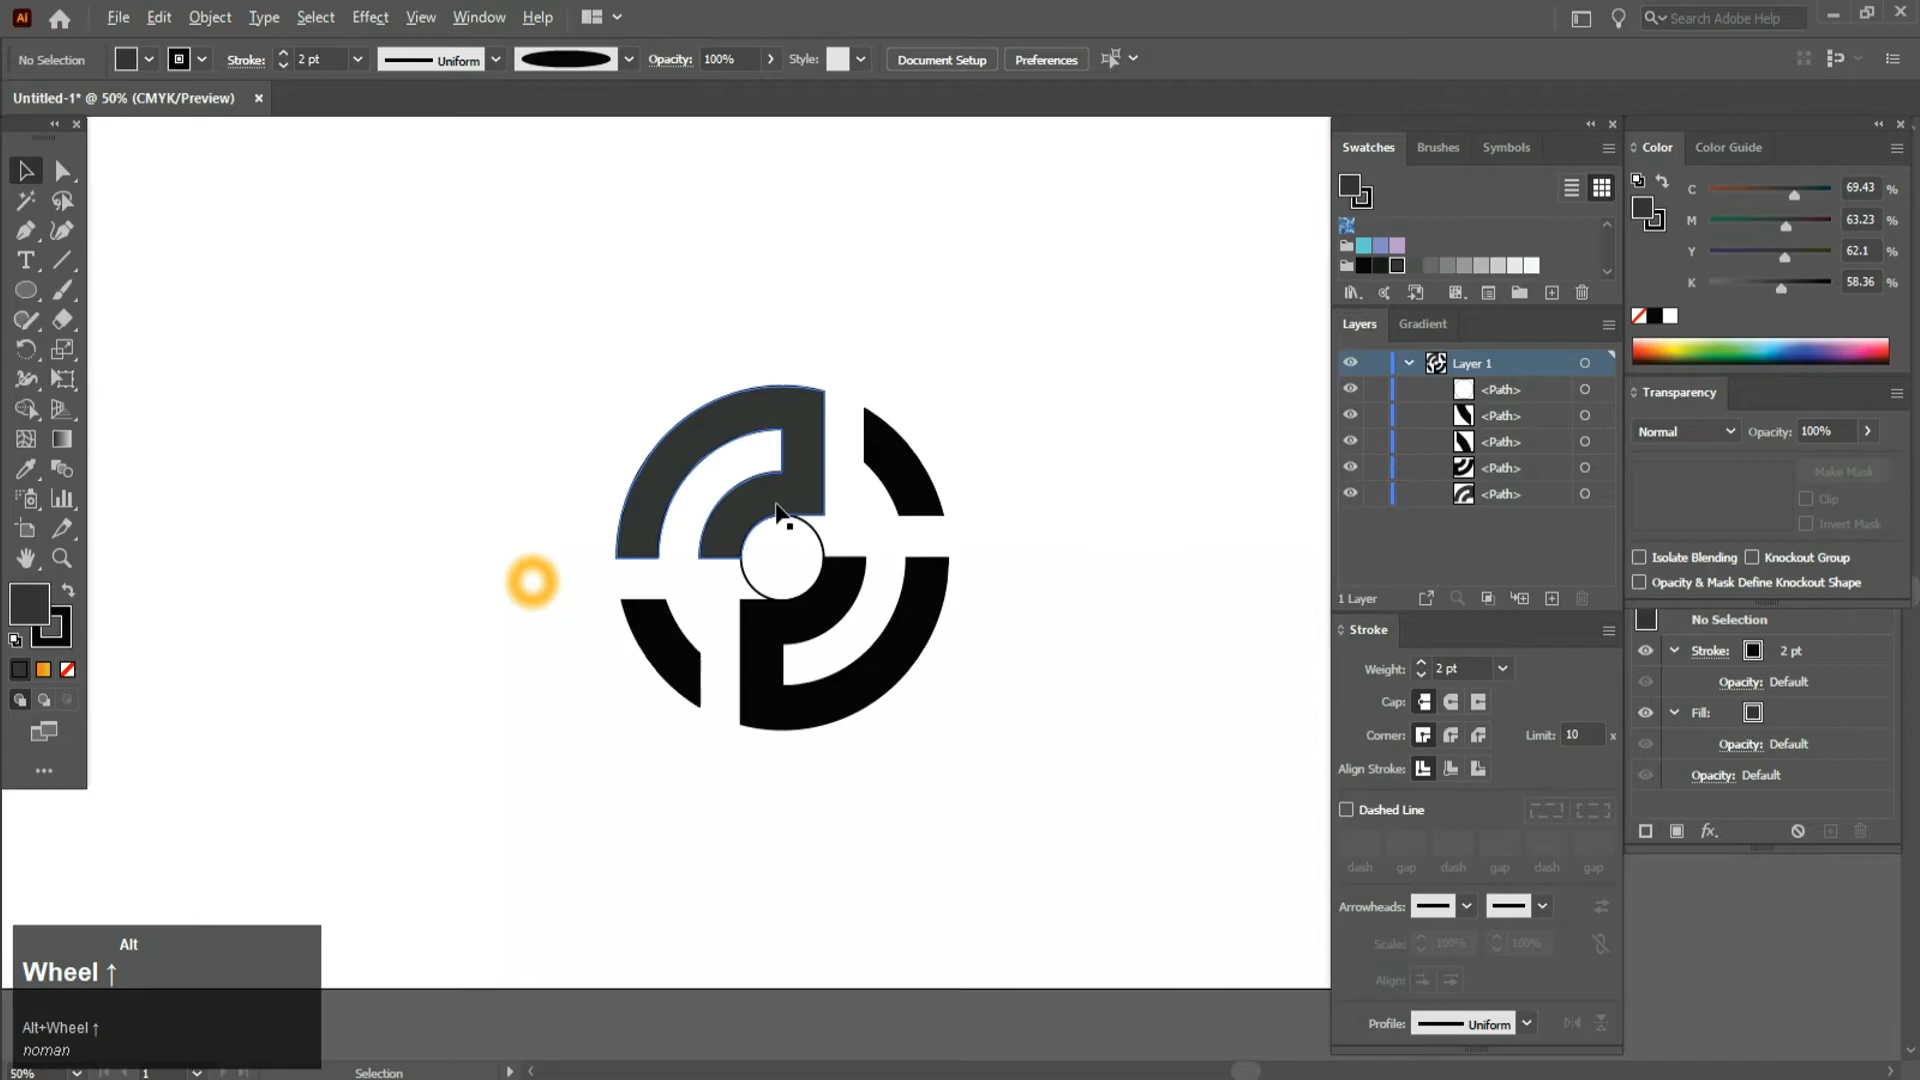 Ai File Edit Object Type Select Effect View Window Help Search Adobe Help
No Selection Stroke: 2 pt Uniform Opacity: 100% Style: Document Setup Preferences
Untitled-1* @ 50% (CMYK/Preview)
Swatches Brushes Symbols
Color Color Guide
C 69.43 %
M 63.23 %
Y 62.1 %
K 58.36 %
Layers Gradient
Layer 1
<Path>
<Path>
<Path>
<Path>
<Path>
1 Layer
Transparency
Normal Opacity: 100%
Make Mask
Clip
Invert Mask
Isolate Blending Knockout Group
Opacity & Mask Define Knockout Shape
No Selection
Stroke: 2 pt
Opacity: Default
Fill:
Opacity: Default
Opacity: Default
fx
Stroke
Weight: 2 pt
Cap:
Corner: Limit: 10 x
Align Stroke:
Dashed Line
dash gap dash gap dash gap
Arrowheads:
Scale: 100% 100%
Align:
Profile: Uniform
Alt
Wheel ↑
Alt+Wheel ↑
noman
50% 1 Selection